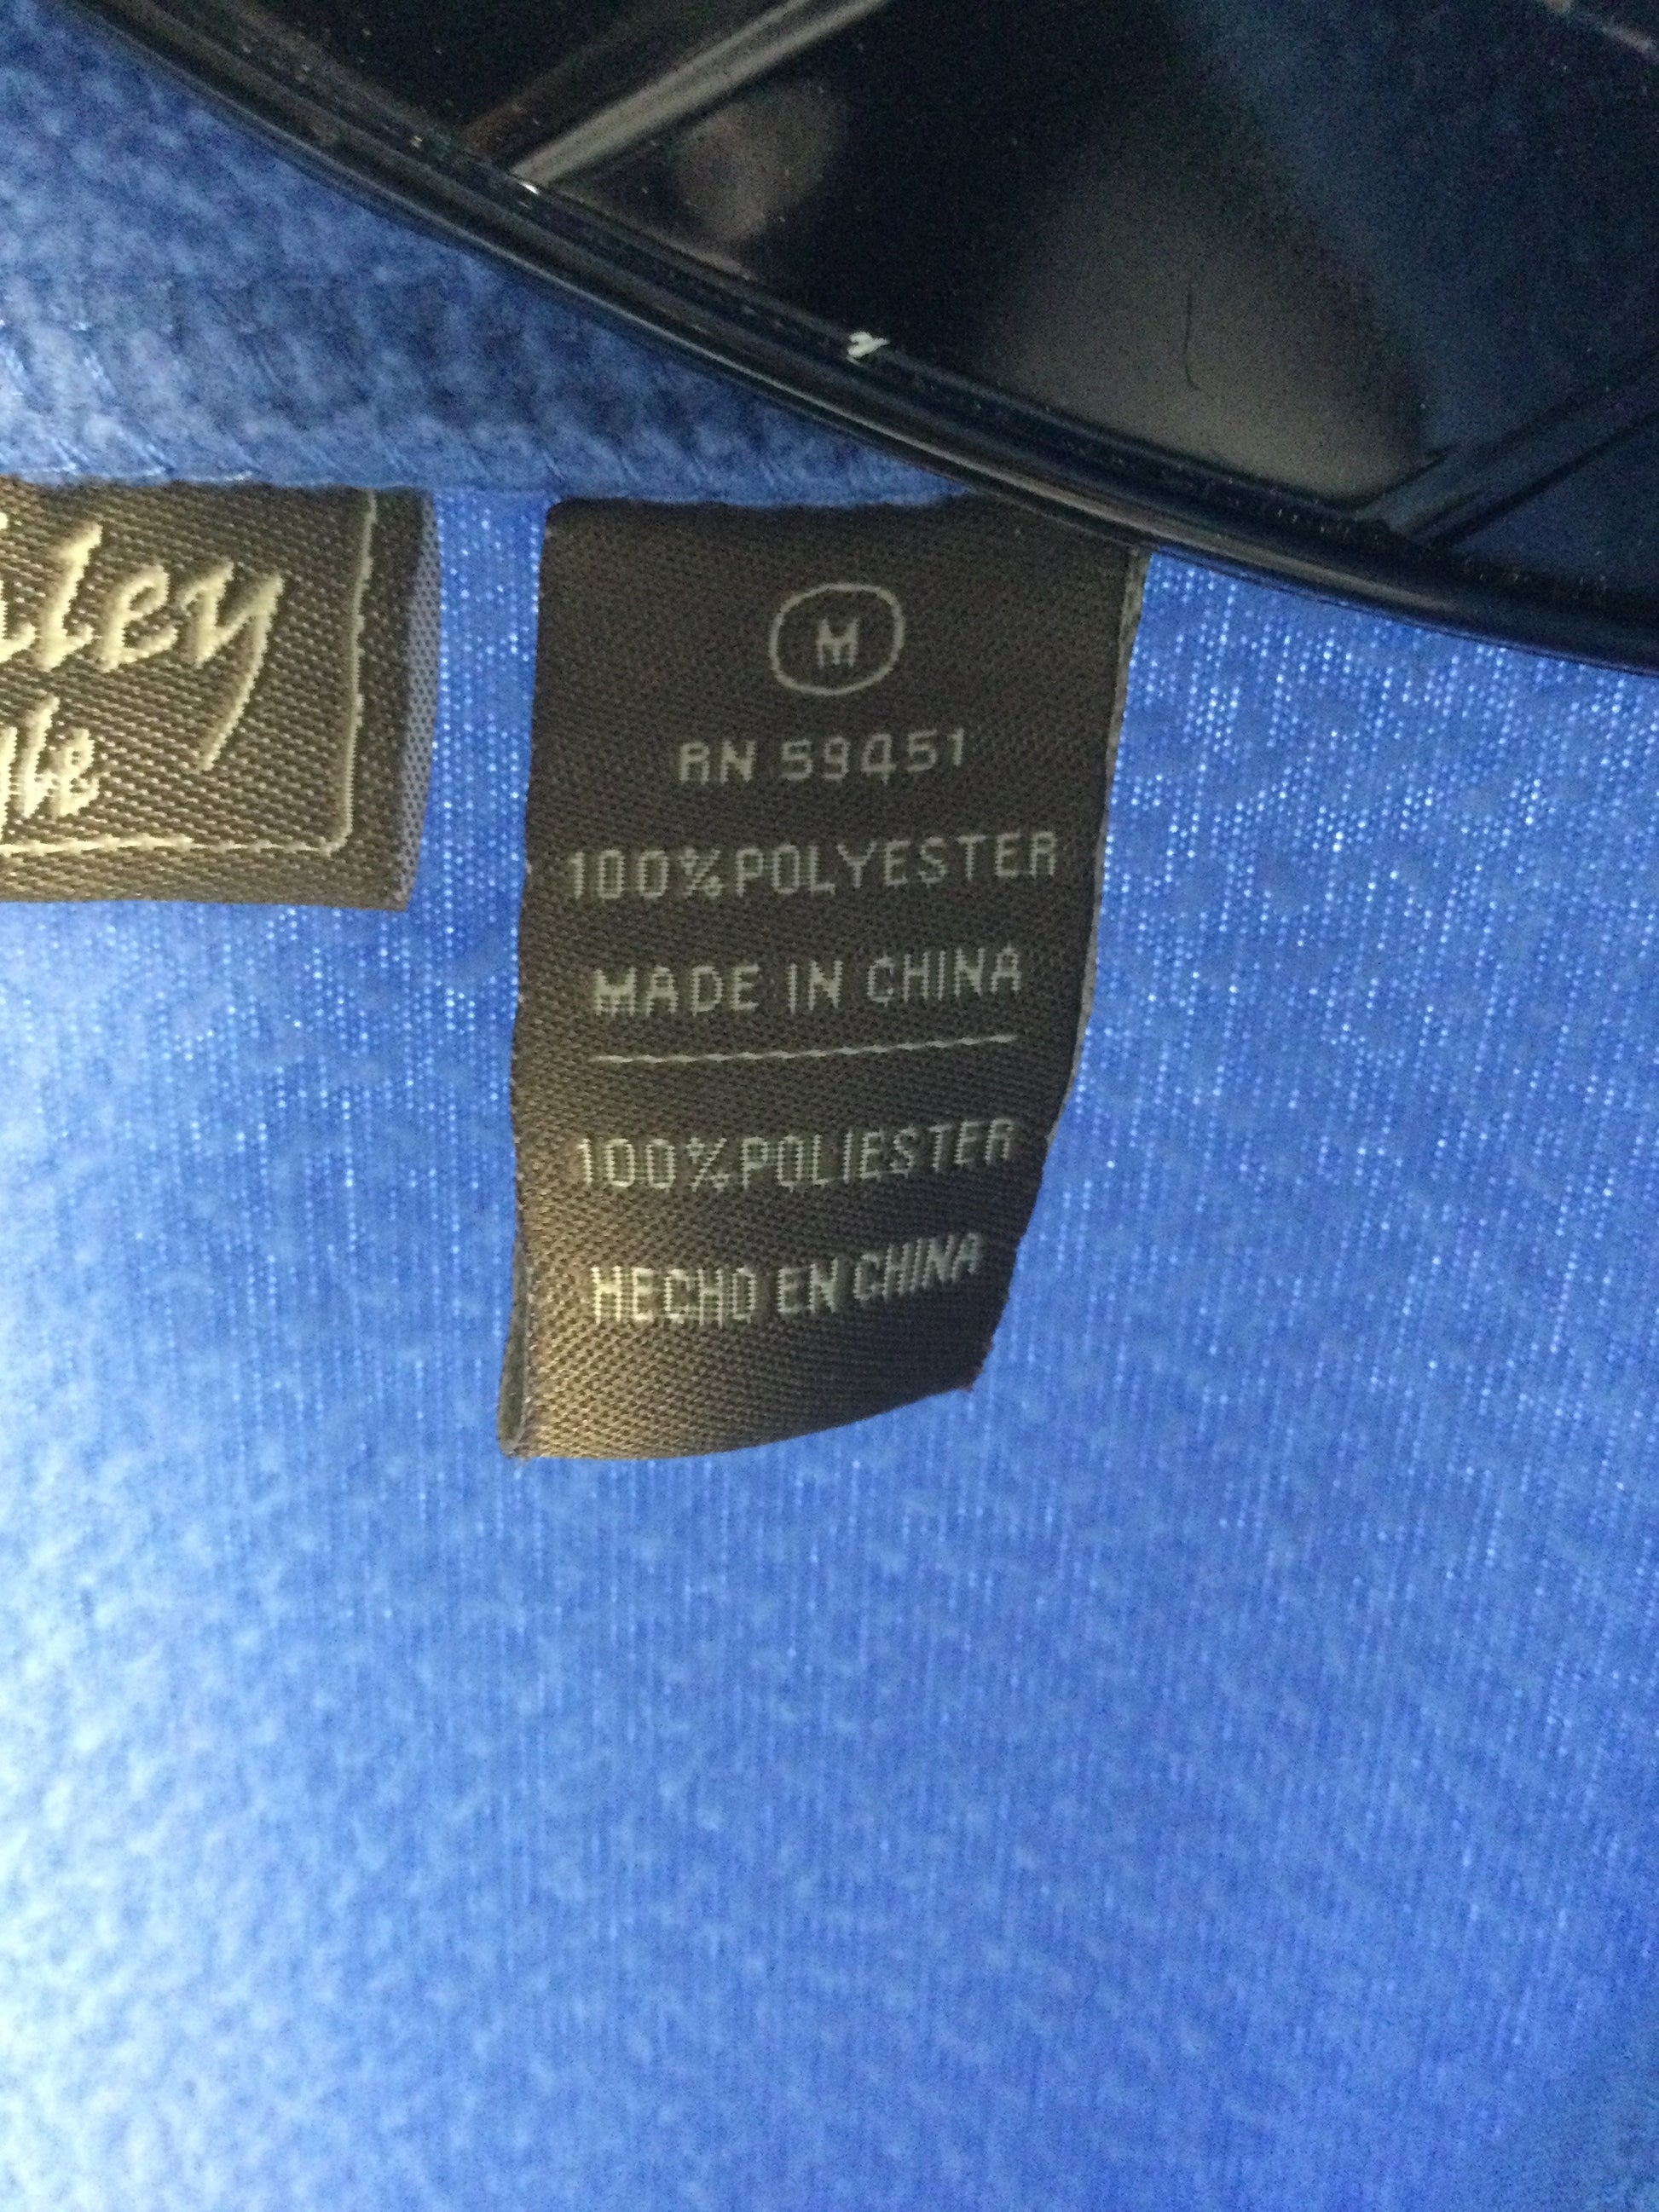 M
RN 59451
100% POLYESTER
MADE IN CHINA
100% POLIESTER
HECHO EN CHINA